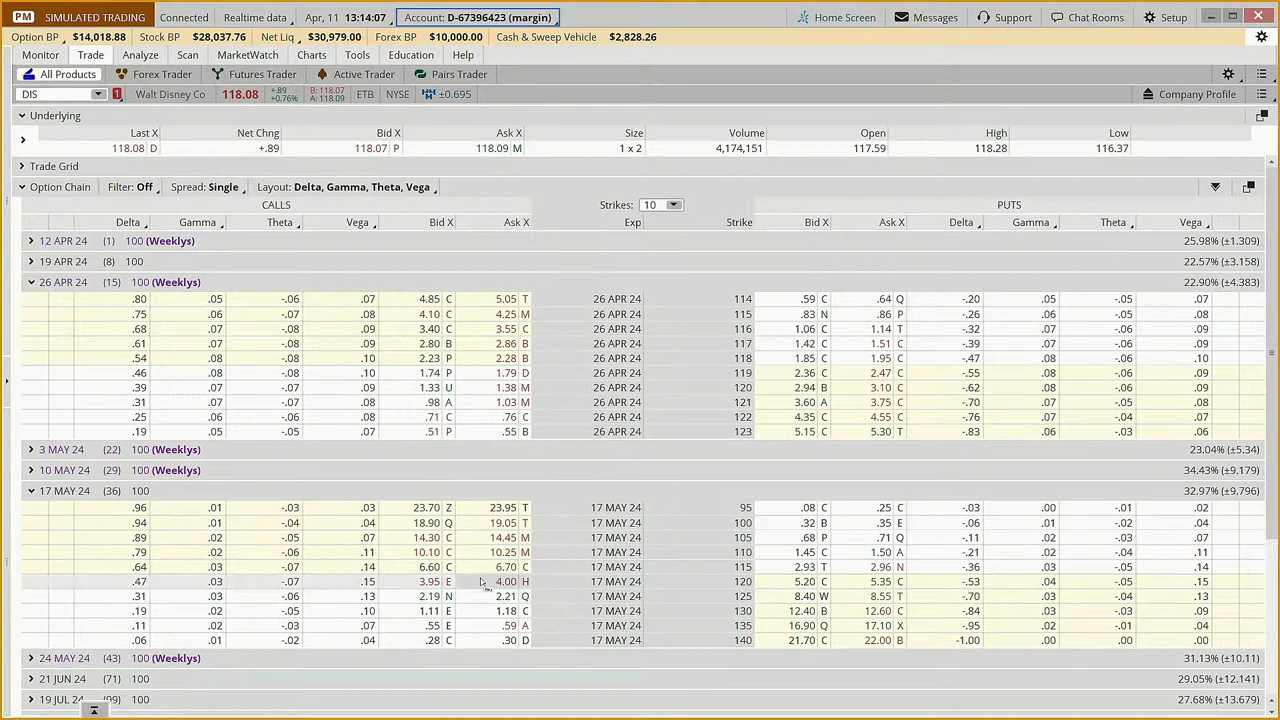 PM SIMULATED TRADING Connected Realtime data Apr, 11 13:14:07 Account: D-67396423 (margin) Home Screen Messages Support Chat Rooms Setup
Option BP $14,018.88 Stock BP $28,037.76 Net Liq $30,979.00 Forex BP $10,000.00 Cash & Sweep Vehicle $2,828.26
Monitor Trade Analyze Scan MarketWatch Charts Tools Education Help
All Products Forex Trader Futures Trader Active Trader Pairs Trader
DIS 1 Walt Disney Co 118.08 +.89 +0.76% B: 118.07 A: 118.09 ETB NYSE ±0.695 Company Profile
Underlying
Last X Net Chng Bid X Ask X Size Volume Open High Low
118.08 D +.89 118.07 P 118.09 M 1 x 2 4,174,151 117.59 118.28 116.37
Trade Grid
Option Chain Filter: Off Spread: Single Layout: Delta, Gamma, Theta, Vega
CALLS Strikes: 10 PUTS
Delta Gamma Theta Vega Bid X Ask X Exp Strike Bid X Ask X Delta Gamma Theta Vega
12 APR 24 (1) 100 (Weeklys) 25.98% (±1.309)
19 APR 24 (8) 100 22.57% (±3.158)
26 APR 24 (15) 100 (Weeklys) 22.90% (±4.383)
.80 .05 -.06 .07 4.85 C 5.05 T 26 APR 24 114 .59 C .64 Q -.20 .05 -.05 .07
.75 .06 -.07 .08 4.10 C 4.25 M 26 APR 24 115 .83 N .86 P -.26 .06 -.05 .08
.68 .07 -.08 .09 3.40 C 3.55 C 26 APR 24 116 1.06 C 1.14 T -.32 .07 -.06 .09
.61 .07 -.08 .09 2.80 B 2.86 B 26 APR 24 117 1.42 C 1.51 C -.39 .07 -.06 .09
.54 .08 -.08 .10 2.23 P 2.28 B 26 APR 24 118 1.85 C 1.95 C -.47 .08 -.06 .10
.46 .08 -.08 .09 1.74 P 1.79 D 26 APR 24 119 2.36 C 2.47 C -.55 .08 -.06 .09
.39 .07 -.07 .09 1.33 U 1.38 M 26 APR 24 120 2.94 B 3.10 C -.62 .08 -.06 .09
.31 .07 -.07 .09 .98 A 1.03 M 26 APR 24 121 3.60 A 3.75 C -.70 .07 -.05 .08
.25 .06 -.06 .08 .71 C .76 C 26 APR 24 122 4.35 C 4.55 C -.76 .06 -.04 .07
.19 .05 -.05 .07 .51 P .55 B 26 APR 24 123 5.15 C 5.30 T -.83 .06 -.03 .06
3 MAY 24 (22) 100 (Weeklys) 23.04% (±5.34)
10 MAY 24 (29) 100 (Weeklys) 34.43% (±9.179)
17 MAY 24 (36) 100 32.97% (±9.796)
.96 .01 -.04 .03 23.70 Z 23.95 T 17 MAY 24 95 .08 C .25 C -.03 .00 -.01 .02
.94 .01 -.04 .04 18.90 Q 19.05 T 17 MAY 24 100 .32 B .35 E -.06 .01 -.02 .04
.89 .02 -.05 .07 14.30 C 14.45 M 17 MAY 24 105 .68 P .71 Q -.11 .02 -.03 .07
.79 .02 -.06 .11 10.10 C 10.25 M 17 MAY 24 110 1.45 C 1.50 A -.21 .02 -.04 .11
.64 .03 -.07 .14 6.60 C 6.70 C 17 MAY 24 115 2.93 T 2.96 N -.36 .03 -.05 .14
.47 .03 -.07 .15 3.95 E 4.00 H 17 MAY 24 120 5.20 C 5.35 C -.53 .04 -.05 .15
.31 .03 -.06 .13 2.19 N 2.21 Q 17 MAY 24 125 8.40 W 8.55 T -.70 .03 -.04 .13
.19 .02 -.05 .10 1.11 E 1.18 C 17 MAY 24 130 12.40 B 12.60 C -.84 .03 -.03 .09
.11 .02 -.03 .07 .55 E .59 A 17 MAY 24 135 16.90 Q 17.10 X -.95 .01 -.01 .04
.06 .01 -.02 .04 .28 C .30 D 17 MAY 24 140 21.70 C 22.00 B -1.00 .00 .00 .00
24 MAY 24 (43) 100 (Weeklys) 31.13% (±10.11)
21 JUN 24 (71) 100 29.05% (±12.141)
19 JUL 24 (99) 100 27.68% (±13.679)